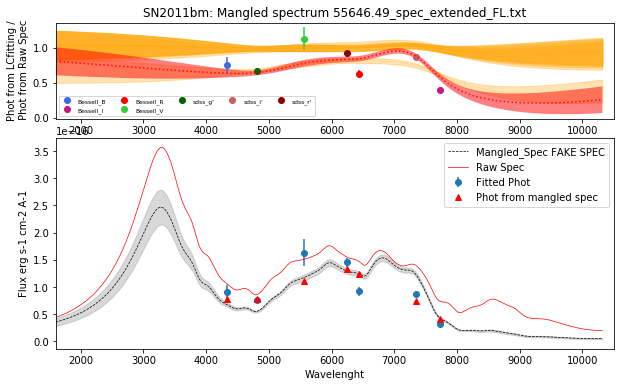 SN2011bm: Mangled spectrum 55646.49_spec_extended_FL.txt
Phot from LCfitting /
Phot from Raw Spec
1.0
0.5
0.0
Bessell_B
Bessell_I
Bessell_R
Bessell_V
sdss_g'
sdss_i'
sdss_r'
2000 3000 4000 5000 6000 7000 8000 9000 10000
1e−16
Flux erg s-1 cm-2 A-1
3.5
3.0
2.5
2.0
1.5
1.0
0.5
0.0
Mangled_Spec FAKE SPEC
Raw Spec
Fitted Phot
Phot from mangled spec
2000 3000 4000 5000 6000 7000 8000 9000 10000
Wavelenght